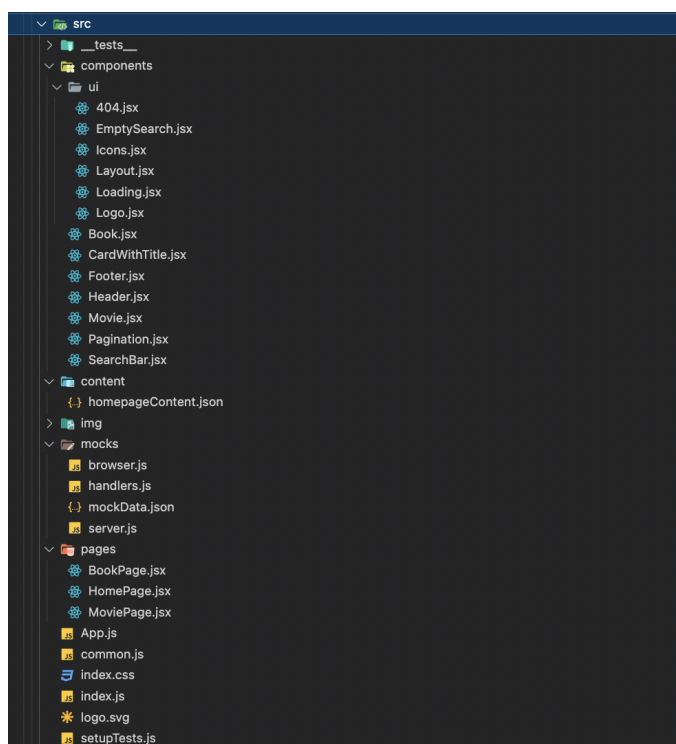 src
__tests__
components
ui
404.jsx
EmptySearch.jsx
Icons.jsx
Layout.jsx
Loading.jsx
Logo.jsx
Book.jsx
CardWithTitle.jsx
Footer.jsx
Header.jsx
Movie.jsx
Pagination.jsx
SearchBar.jsx
content
{..} homepageContent.json
img
mocks
JS browser.js
JS handlers.js
{..} mockData.json
JS server.js
pages
BookPage.jsx
HomePage.jsx
MoviePage.jsx
JS App.js
JS common.js
index.css
JS index.js
logo.svg
JS setupTests.js